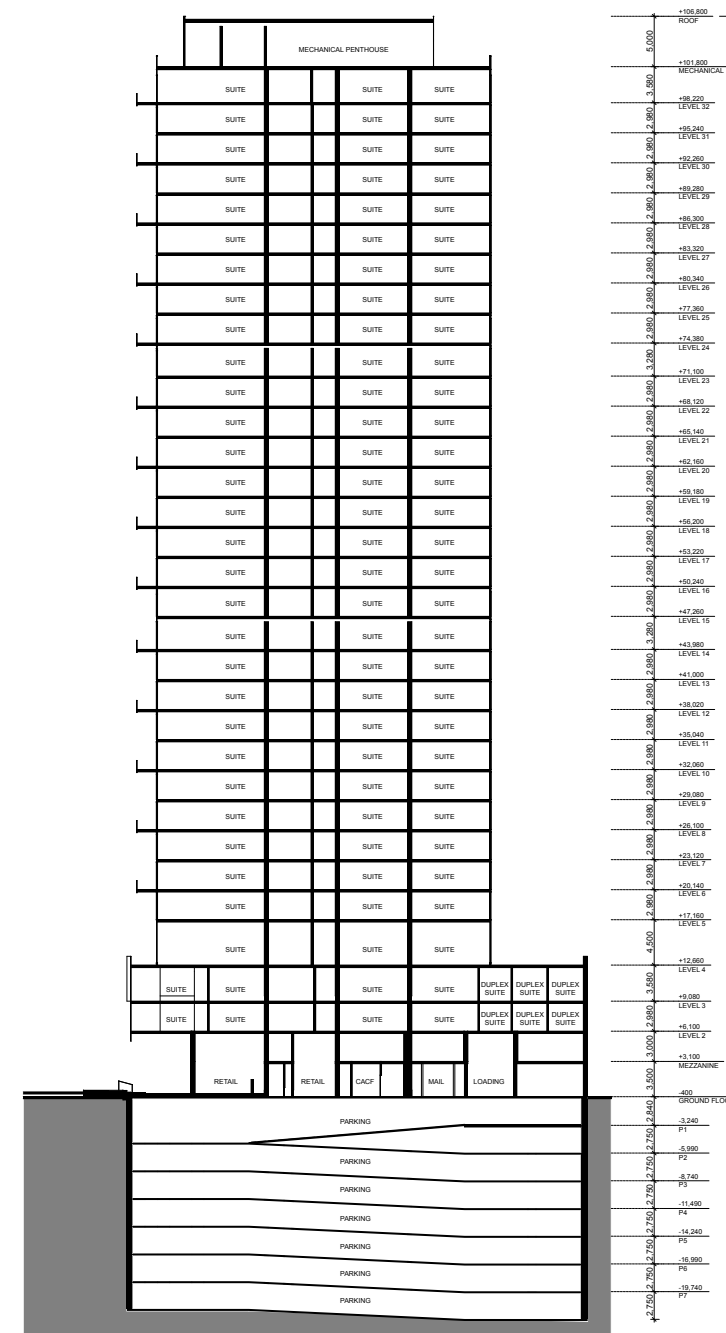 +106,800
ROOF
MECHANICAL PENTHOUSE
5,000
+101,800
MECHANICAL
SUITE SUITE SUITE 3,580
+98,220
LEVEL 32
SUITE SUITE SUITE 2,980
+95,240
LEVEL 31
SUITE SUITE SUITE 2,980
+92,260
LEVEL 30
SUITE SUITE SUITE 2,980
+89,280
LEVEL 29
SUITE SUITE SUITE 2,980
+86,300
LEVEL 28
SUITE SUITE SUITE 2,980
+83,320
LEVEL 27
SUITE SUITE SUITE 2,980
+80,340
LEVEL 26
SUITE SUITE SUITE 2,980
+77,360
LEVEL 25
SUITE SUITE SUITE 2,980
+74,380
LEVEL 24
SUITE SUITE SUITE 3,280
+71,100
LEVEL 23
SUITE SUITE SUITE 2,980
+68,120
LEVEL 22
SUITE SUITE SUITE 2,980
+65,140
LEVEL 21
SUITE SUITE SUITE 2,980
+62,160
LEVEL 20
SUITE SUITE SUITE 2,980
+59,180
LEVEL 19
SUITE SUITE SUITE 2,980
+56,200
LEVEL 18
SUITE SUITE SUITE 2,980
+53,220
LEVEL 17
SUITE SUITE SUITE 2,980
+50,240
LEVEL 16
SUITE SUITE SUITE 2,980
+47,260
LEVEL 15
SUITE SUITE SUITE 3,280
+43,980
LEVEL 14
SUITE SUITE SUITE 2,980
+41,000
LEVEL 13
SUITE SUITE SUITE 2,980
+38,020
LEVEL 12
SUITE SUITE SUITE 2,980
+35,040
LEVEL 11
SUITE SUITE SUITE 2,980
+32,060
LEVEL 10
SUITE SUITE SUITE 2,980
+29,080
LEVEL 9
SUITE SUITE SUITE 2,980
+26,100
LEVEL 8
SUITE SUITE SUITE 2,980
+23,120
LEVEL 7
SUITE SUITE SUITE 2,980
+20,140
LEVEL 6
SUITE SUITE SUITE 2,980
+17,160
LEVEL 5
SUITE SUITE SUITE 4,500
+12,660
LEVEL 4
DUPLEX DUPLEX DUPLEX
SUITE SUITE SUITE SUITE SUITE SUITE SUITE 3,580
+9,080
LEVEL 3
DUPLEX DUPLEX DUPLEX
SUITE SUITE SUITE SUITE SUITE SUITE SUITE 2,980
+6,100
LEVEL 2
3,000
+3,100
MEZZANINE
RETAIL RETAIL CACF MAIL LOADING 3,500
-400
GROUND FLOO
PARKING 2,840
-3,240
P1
2,750
-5,990
P2
PARKING 2,750
-8,740
P3
PARKING 2,750
-11,490
P4
PARKING 2,750
-14,240
P5
PARKING 2,750
-16,990
P6
PARKING 2,750
-19,740
P7
PARKING 2,750